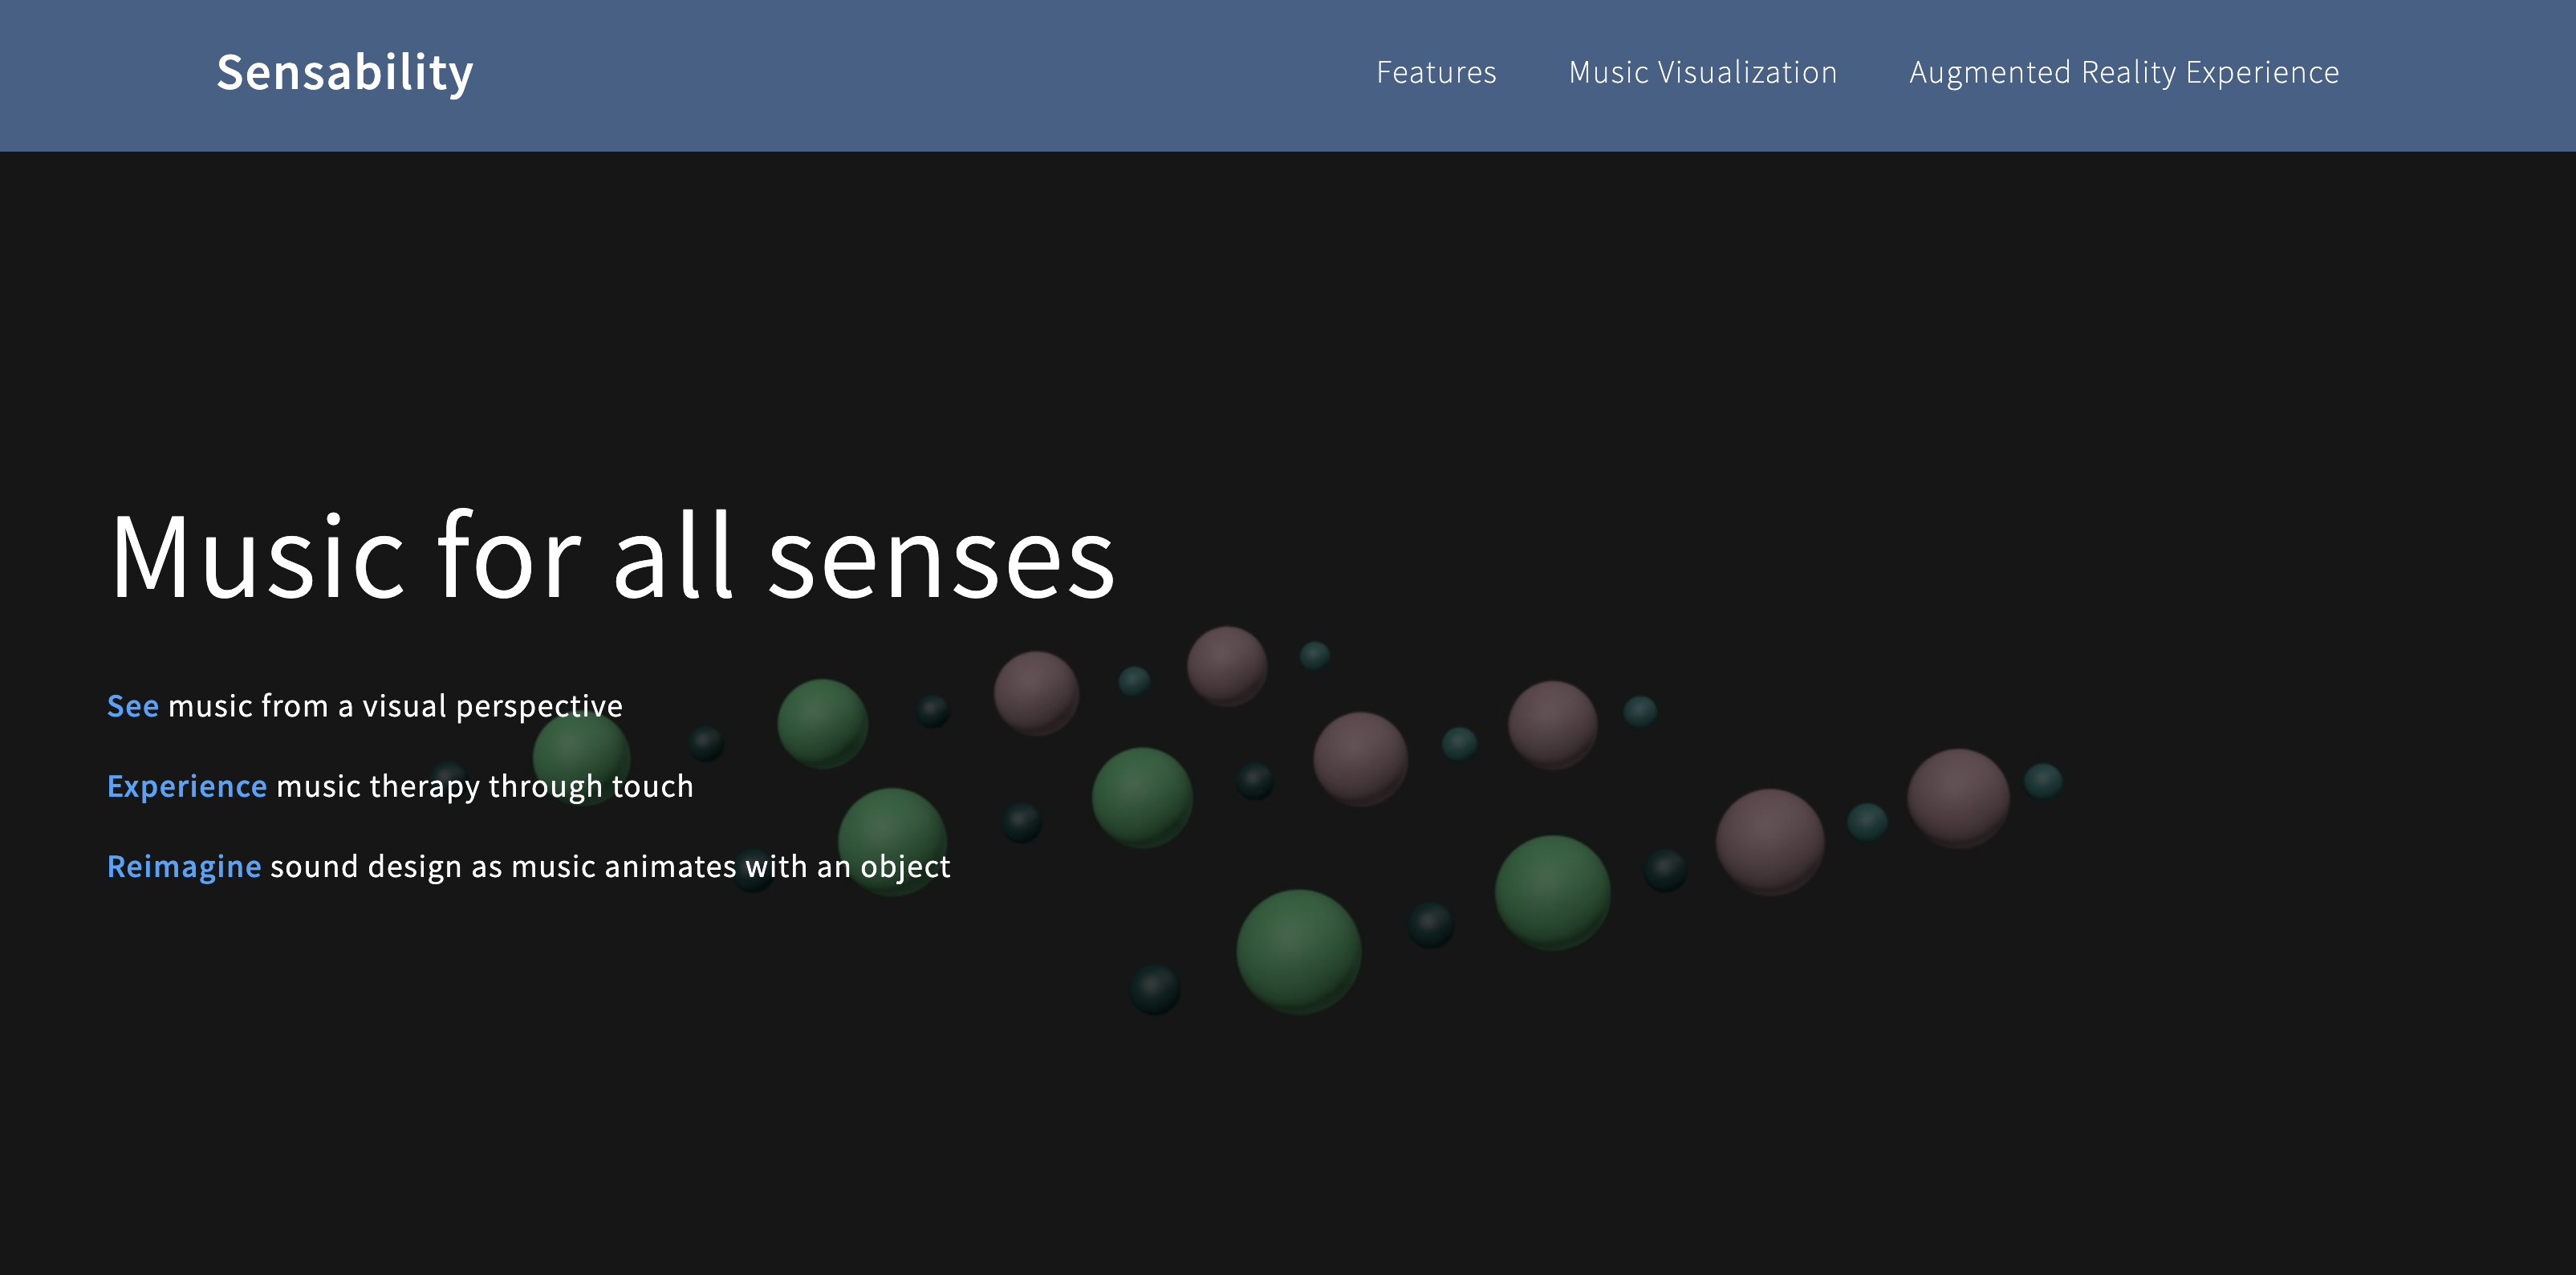 Sensability
Features
Music Visualization
Augmented Reality Experience
Music for all senses
See music from a visual perspective
Experience music therapy through touch
Reimagine sound design as music animates with an object